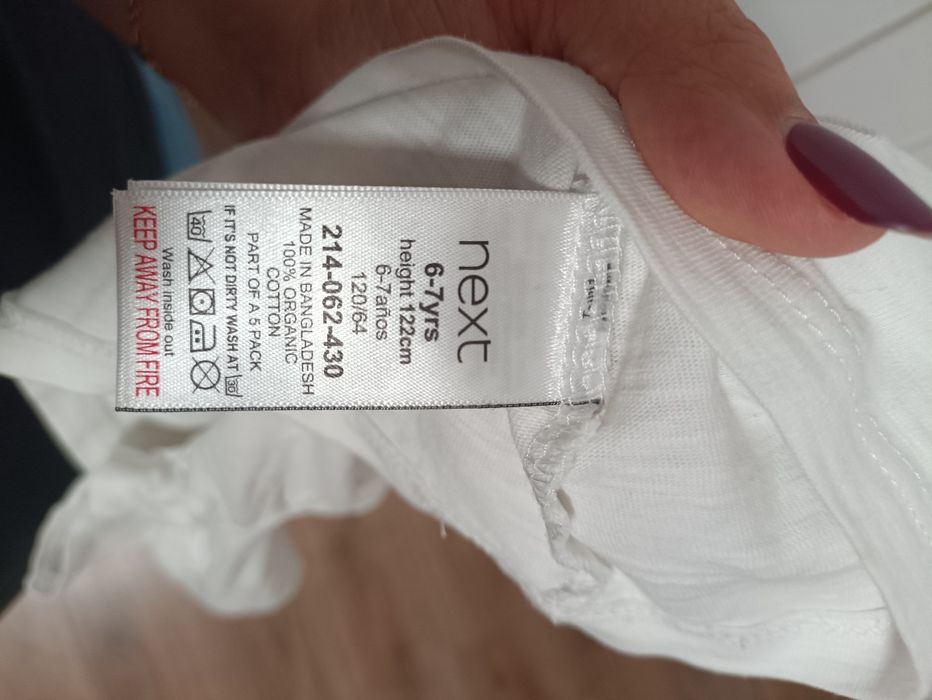 next
6-7yrs
height 122cm
6-7años
120/64
214-062-430
MADE IN BANGLADESH
100% ORGANIC
COTTON
PART OF A 5 PACK
IF IT'S NOT DIRTY WASH AT 30
40
Wash inside out
KEEP AWAY FROM FIRE